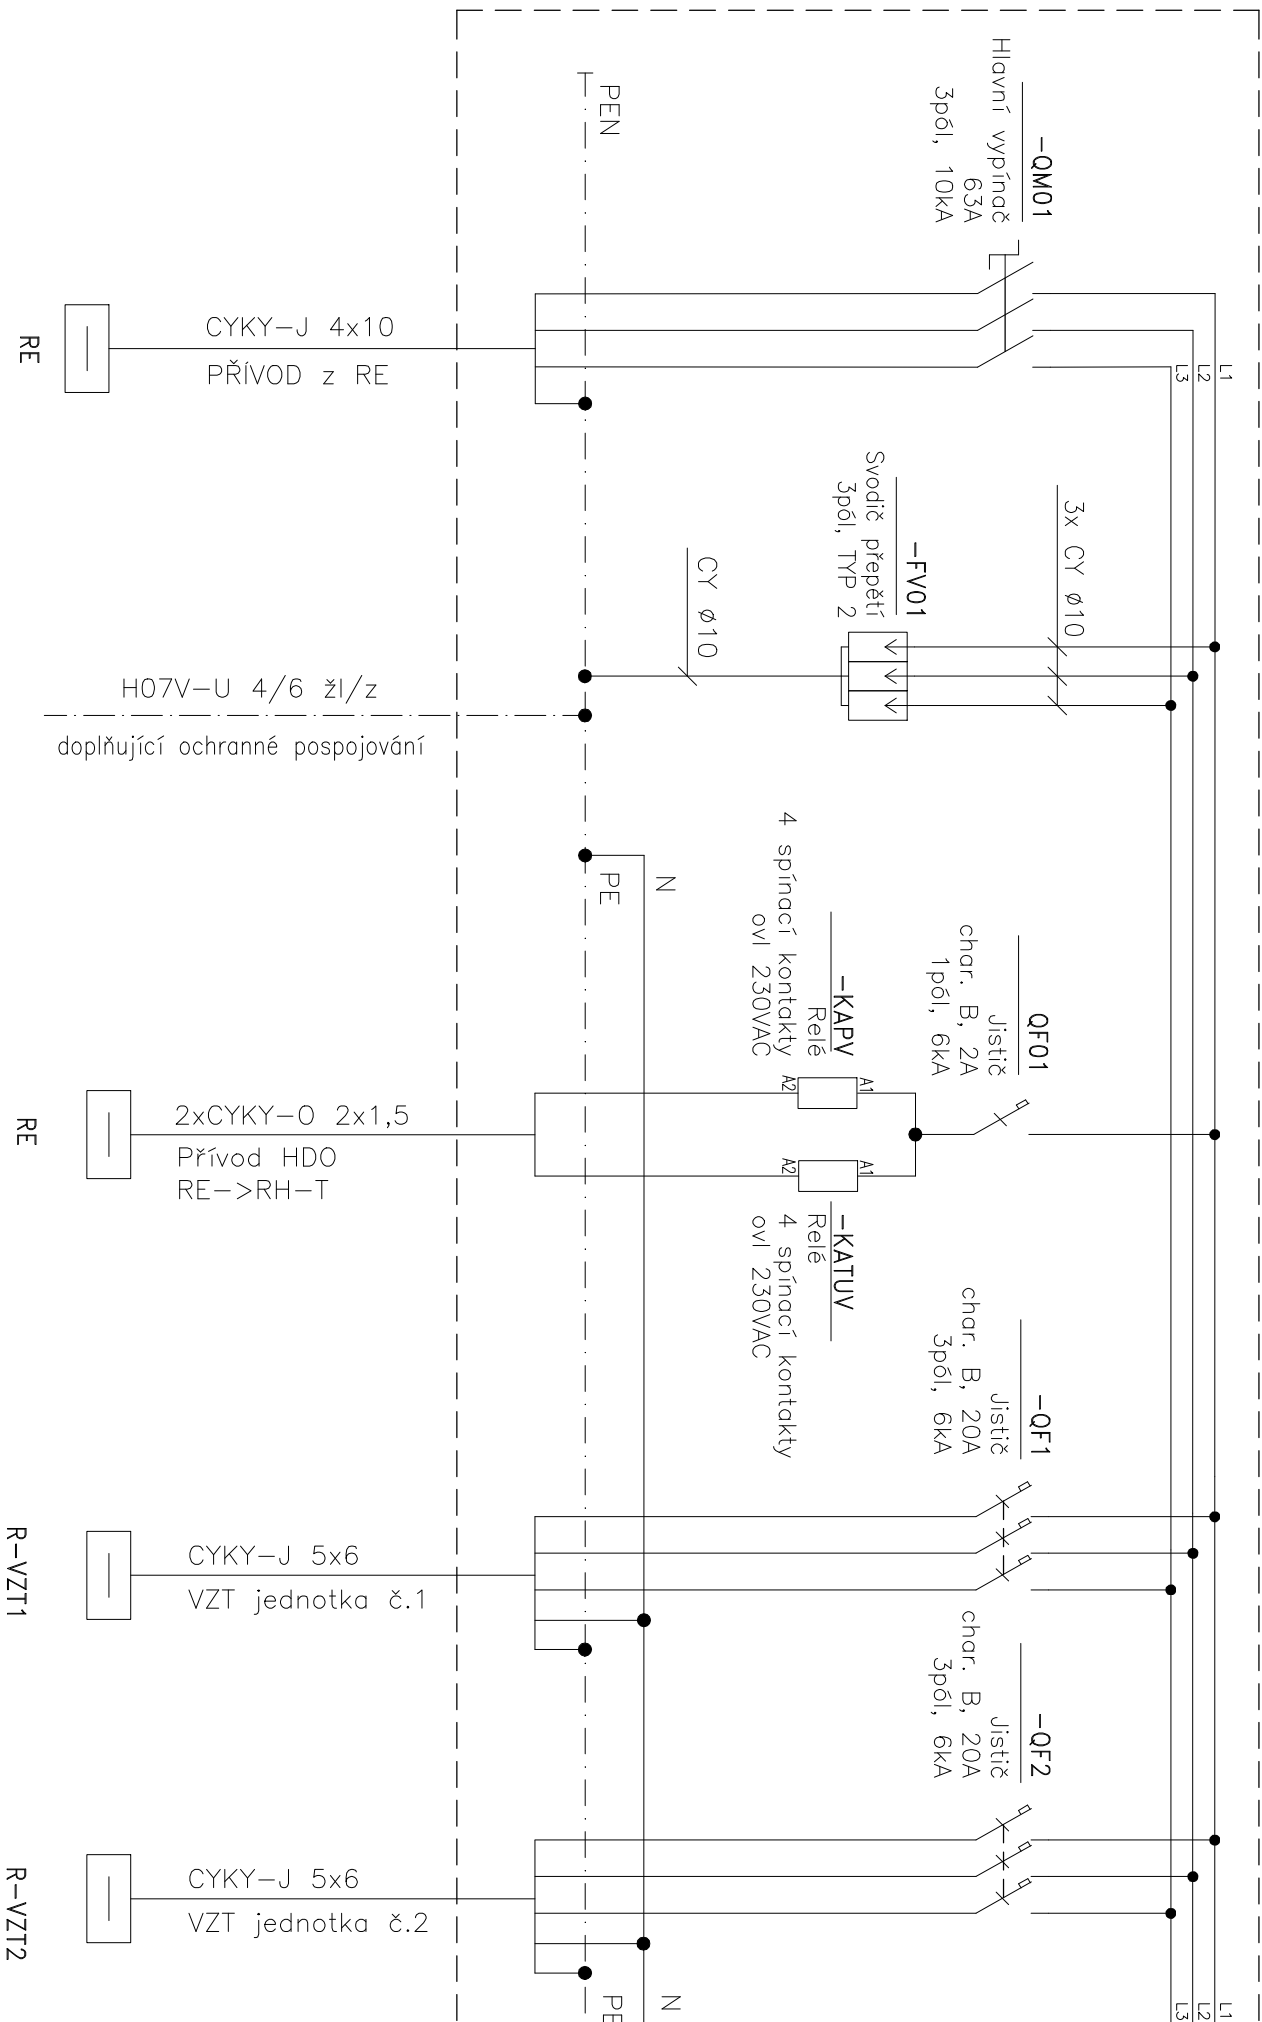 -QM01
Hlavní vypínač
63A
3pól, 10kA
PEN
CYKY-J 4x10
PŘÍVOD z RE
RE
L1
L2
L3
3x CY ø10
-FV01
Svodič přepětí
3pól, TYP 2
CY ø10
H07V-U 4/6 žl/z
doplňující ochranné pospojování
N
PE
QF01
Jistič
char. B, 2A
1pól, 6kA
-KAPV
Relé
4 spínací kontakty
ovl 230VAC
A1
A2
A1
A2
-KATUV
Relé
4 spínací kontakty
ovl 230VAC
2xCYKY-O 2x1,5
Přívod HDO
RE->RH-T
RE
-QF1
Jistič
char. B, 20A
3pól, 6kA
CYKY-J 5x6
VZT jednotka č.1
R-VZT1
-QF2
Jistič
char. B, 20A
3pól, 6kA
CYKY-J 5x6
VZT jednotka č.2
R-VZT2
L1
L2
L3
N
PE